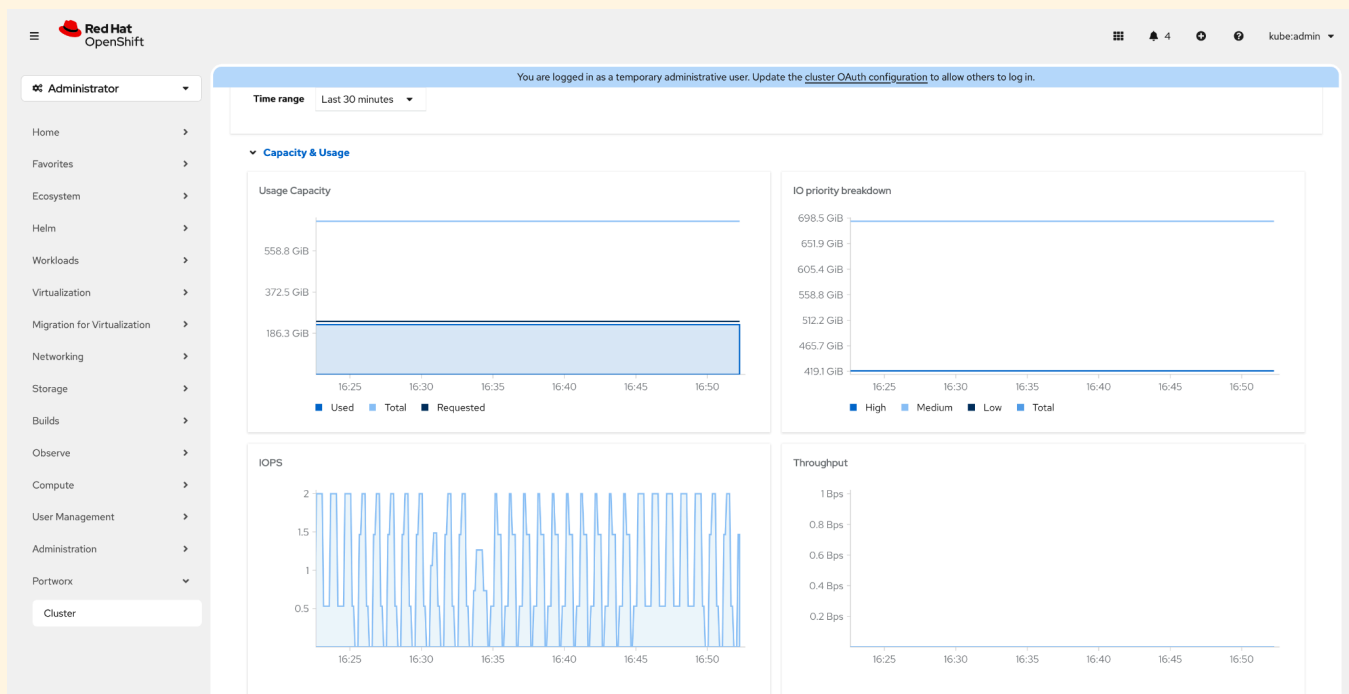 Red Hat
OpenShift
4
kube:admin
You are logged in as a temporary administrative user. Update the cluster OAuth configuration to allow others to log in.
Administrator
Home
Favorites
Ecosystem
Helm
Workloads
Virtualization
Migration for Virtualization
Networking
Storage
Builds
Observe
Compute
User Management
Administration
Portworx
Cluster
Time range Last 30 minutes
Capacity & Usage
Usage Capacity
558.8 GiB
372.5 GiB
186.3 GiB
16:25 16:30 16:35 16:40 16:45 16:50
Used Total Requested
IO priority breakdown
698.5 GiB
651.9 GiB
605.4 GiB
558.8 GiB
512.2 GiB
465.7 GiB
419.1 GiB
16:25 16:30 16:35 16:40 16:45 16:50
High Medium Low Total
IOPS
2
1.5
1
0.5
16:25 16:30 16:35 16:40 16:45 16:50
Throughput
1 Bps
0.8 Bps
0.6 Bps
0.4 Bps
0.2 Bps
16:25 16:30 16:35 16:40 16:45 16:50